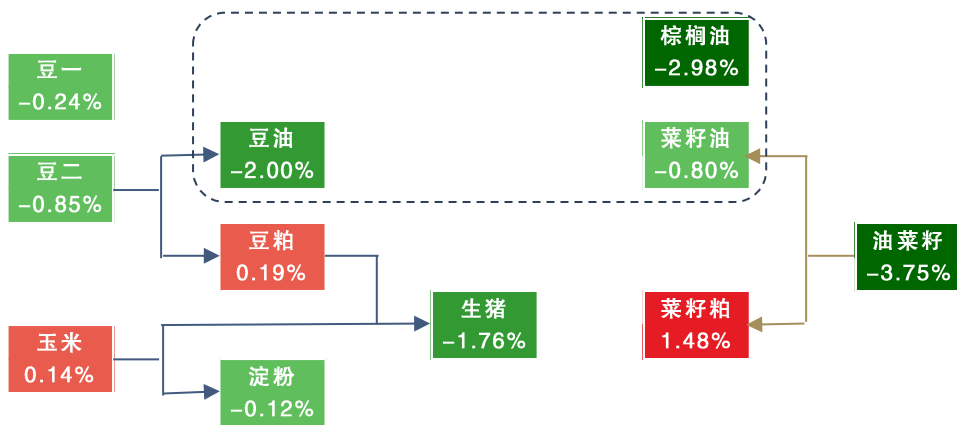 棕榈油
-2.98%
豆一
-0.24%
豆油
-2.00%
菜籽油
-0.80%
豆二
-0.85%
豆粕
0.19%
油菜籽
-3.75%
生猪
-1.76%
菜籽粕
1.48%
玉米
0.14%
淀粉
-0.12%